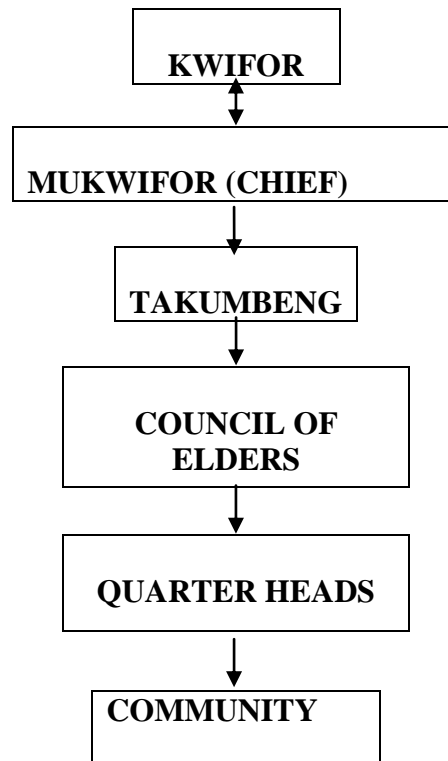 KWIFOR
MUKWIFOR (CHIEF)
TAKUMBENG
COUNCIL OF
ELDERS
QUARTER HEADS
COMMUNITY